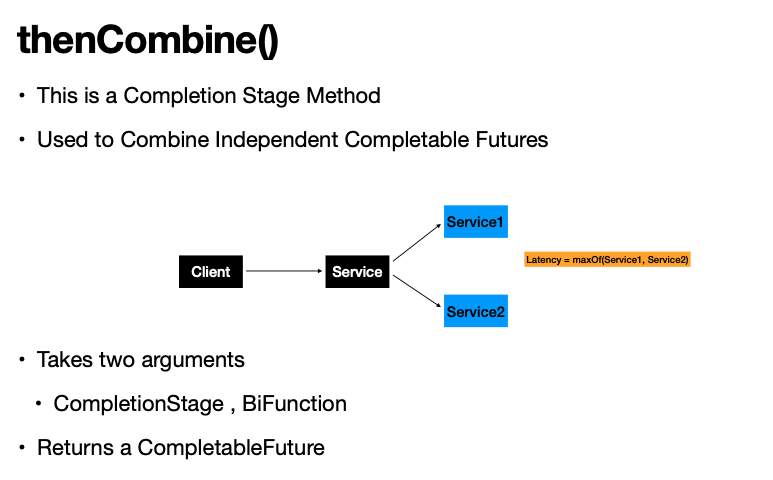 thenCombine()
• This is a Completion Stage Method
• Used to Combine Independent Completable Futures
Service1
Latency = maxOf(Service1, Service2)
Client
Service
Service2
• Takes two arguments
• CompletionStage , BiFunction
• Returns a CompletableFuture